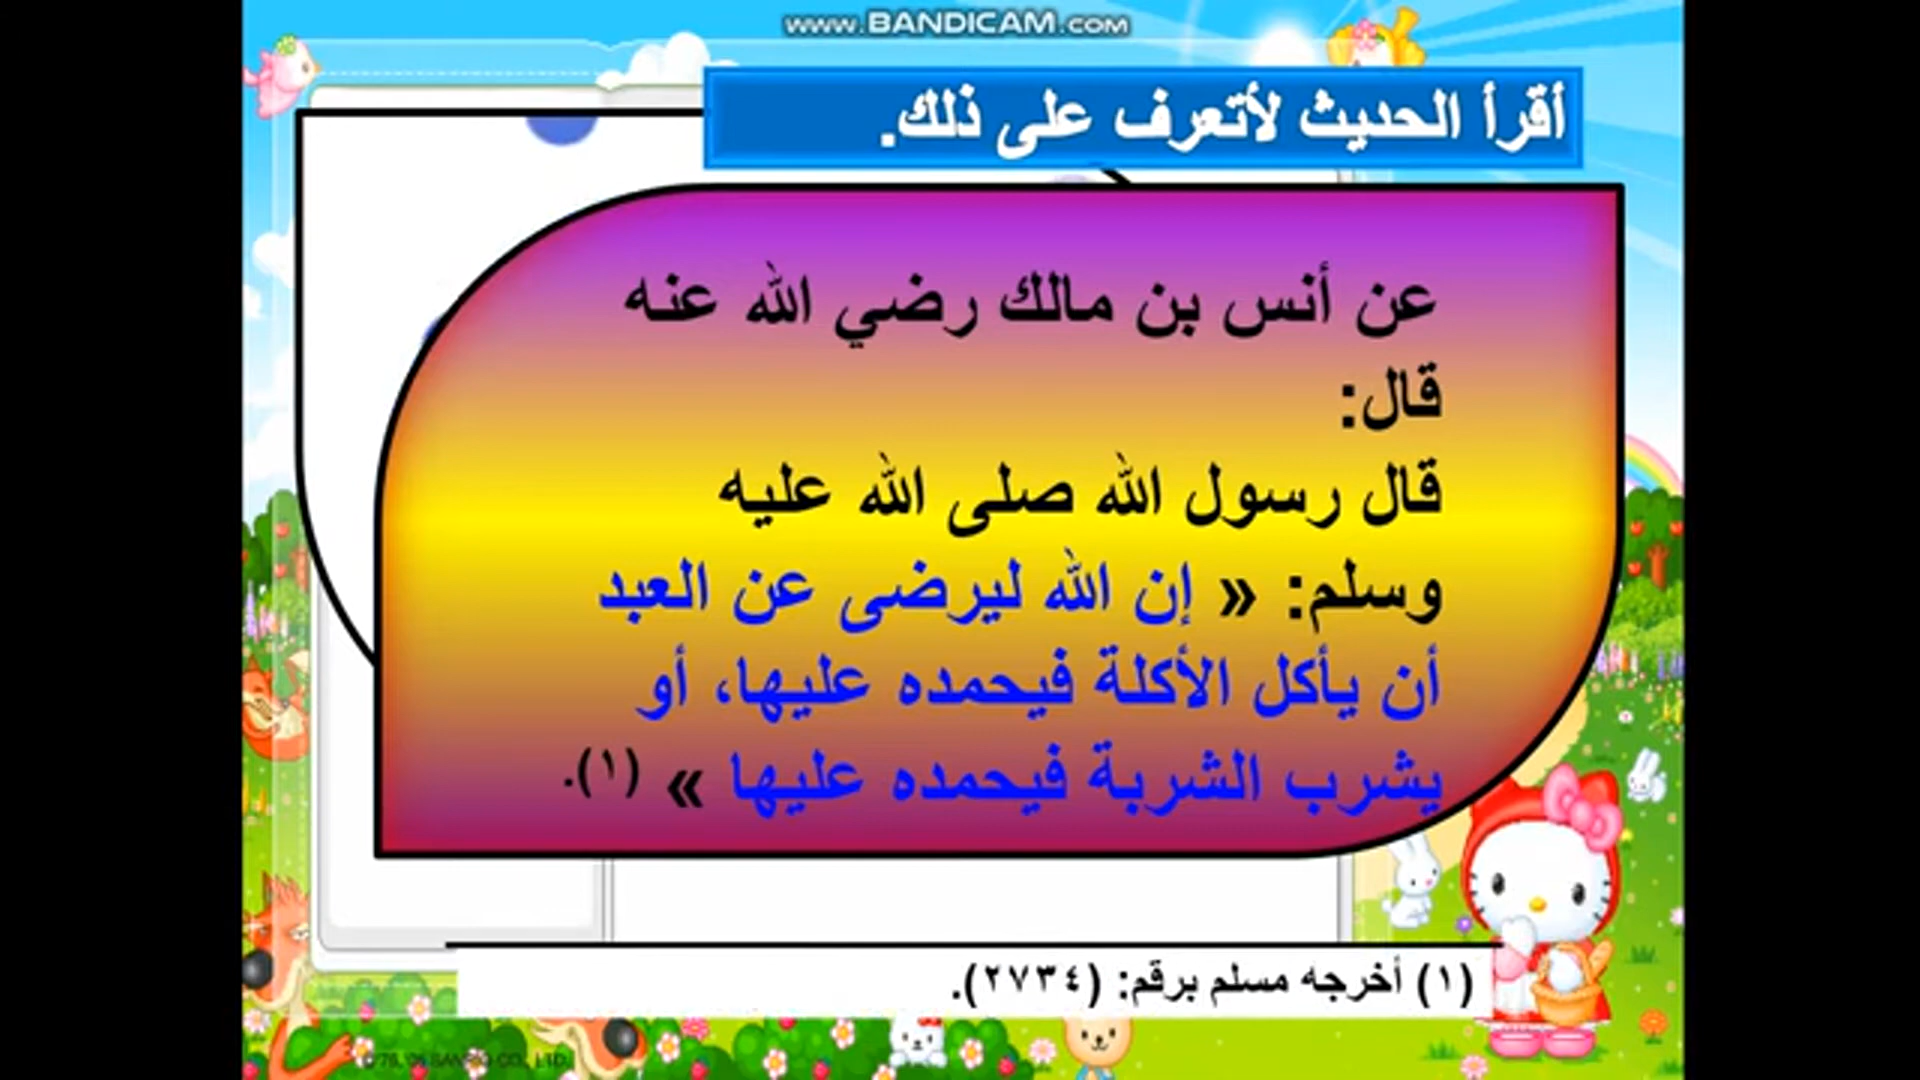 www.BANDICAM.com
أقرأ الحديث لأتعرف على ذلك.
عن أنس بن مالك رضي الله عنه
قال:
قال رسول الله صلى الله عليه
وسلم: « إن الله ليرضى عن العبد
أن يأكل الأكلة فيحمده عليها، أو
يشرب الشربة فيحمده عليها » (١).
(١) أخرجه مسلم برقم: (٢٧٣٤).